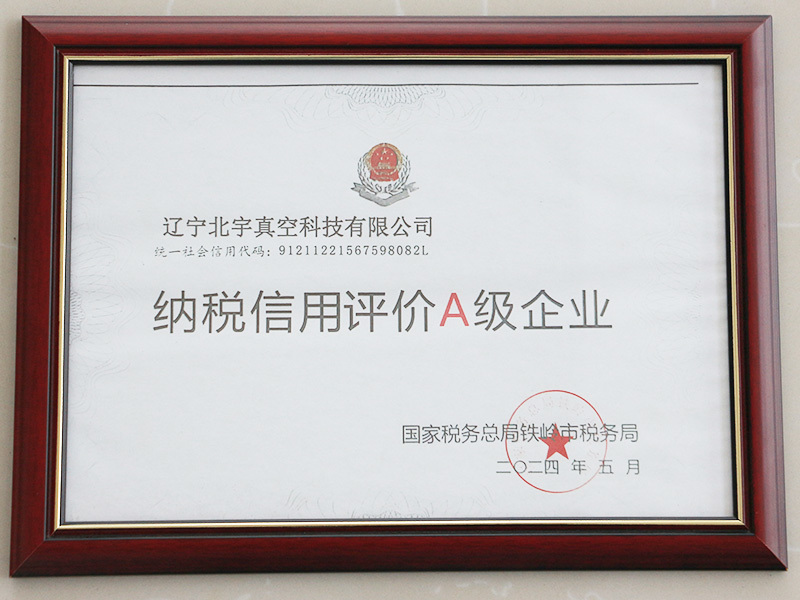 辽宁北宇真空科技有限公司
统一社会信用代码：91211221567598082L
纳税信用评价A级企业
国家税务总局铁岭市税务局
二〇二四 年 五 月